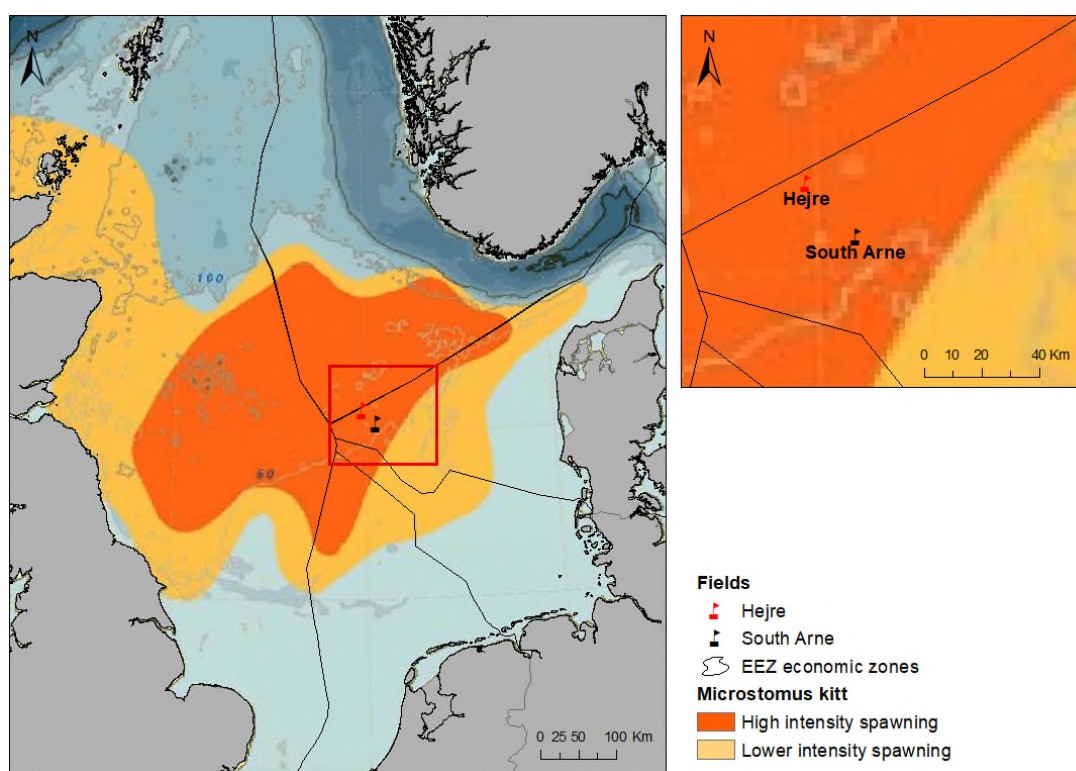 N
100
60
0 25 50 100 Km
N
Hejre
South Arne
0 10 20 40 Km
Fields
Hejre
South Arne
EEZ economic zones
Microstomus kitt
High intensity spawning
Lower intensity spawning